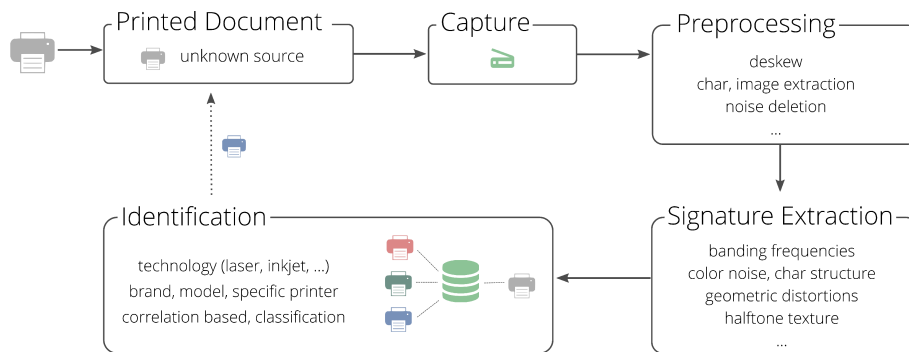 Printed Document
unknown source
Capture
Preprocessing
deskew
char, image extraction
noise deletion
...
Signature Extraction
banding frequencies
color noise, char structure
geometric distortions
halftone texture
...
Identification
technology (laser, inkjet, ...)
brand, model, specific printer
correlation based, classification